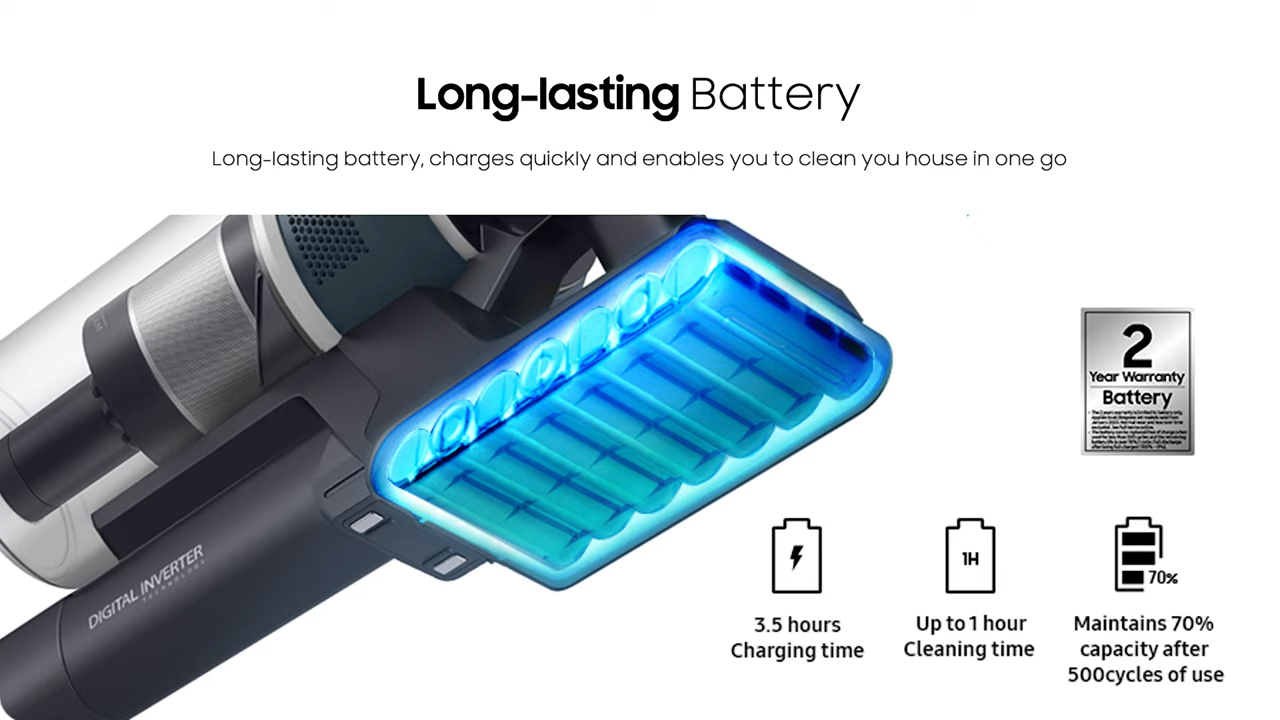 Long-lasting Battery
Long-lasting battery, charges quickly and enables you to clean you house in one go
2
Year Warranty
Battery
DIGITAL INVERTER
TECHNOLOGY
1H
70%
3.5 hours
Charging time
Up to 1 hour
Cleaning time
Maintains 70%
capacity after
500cycles of use